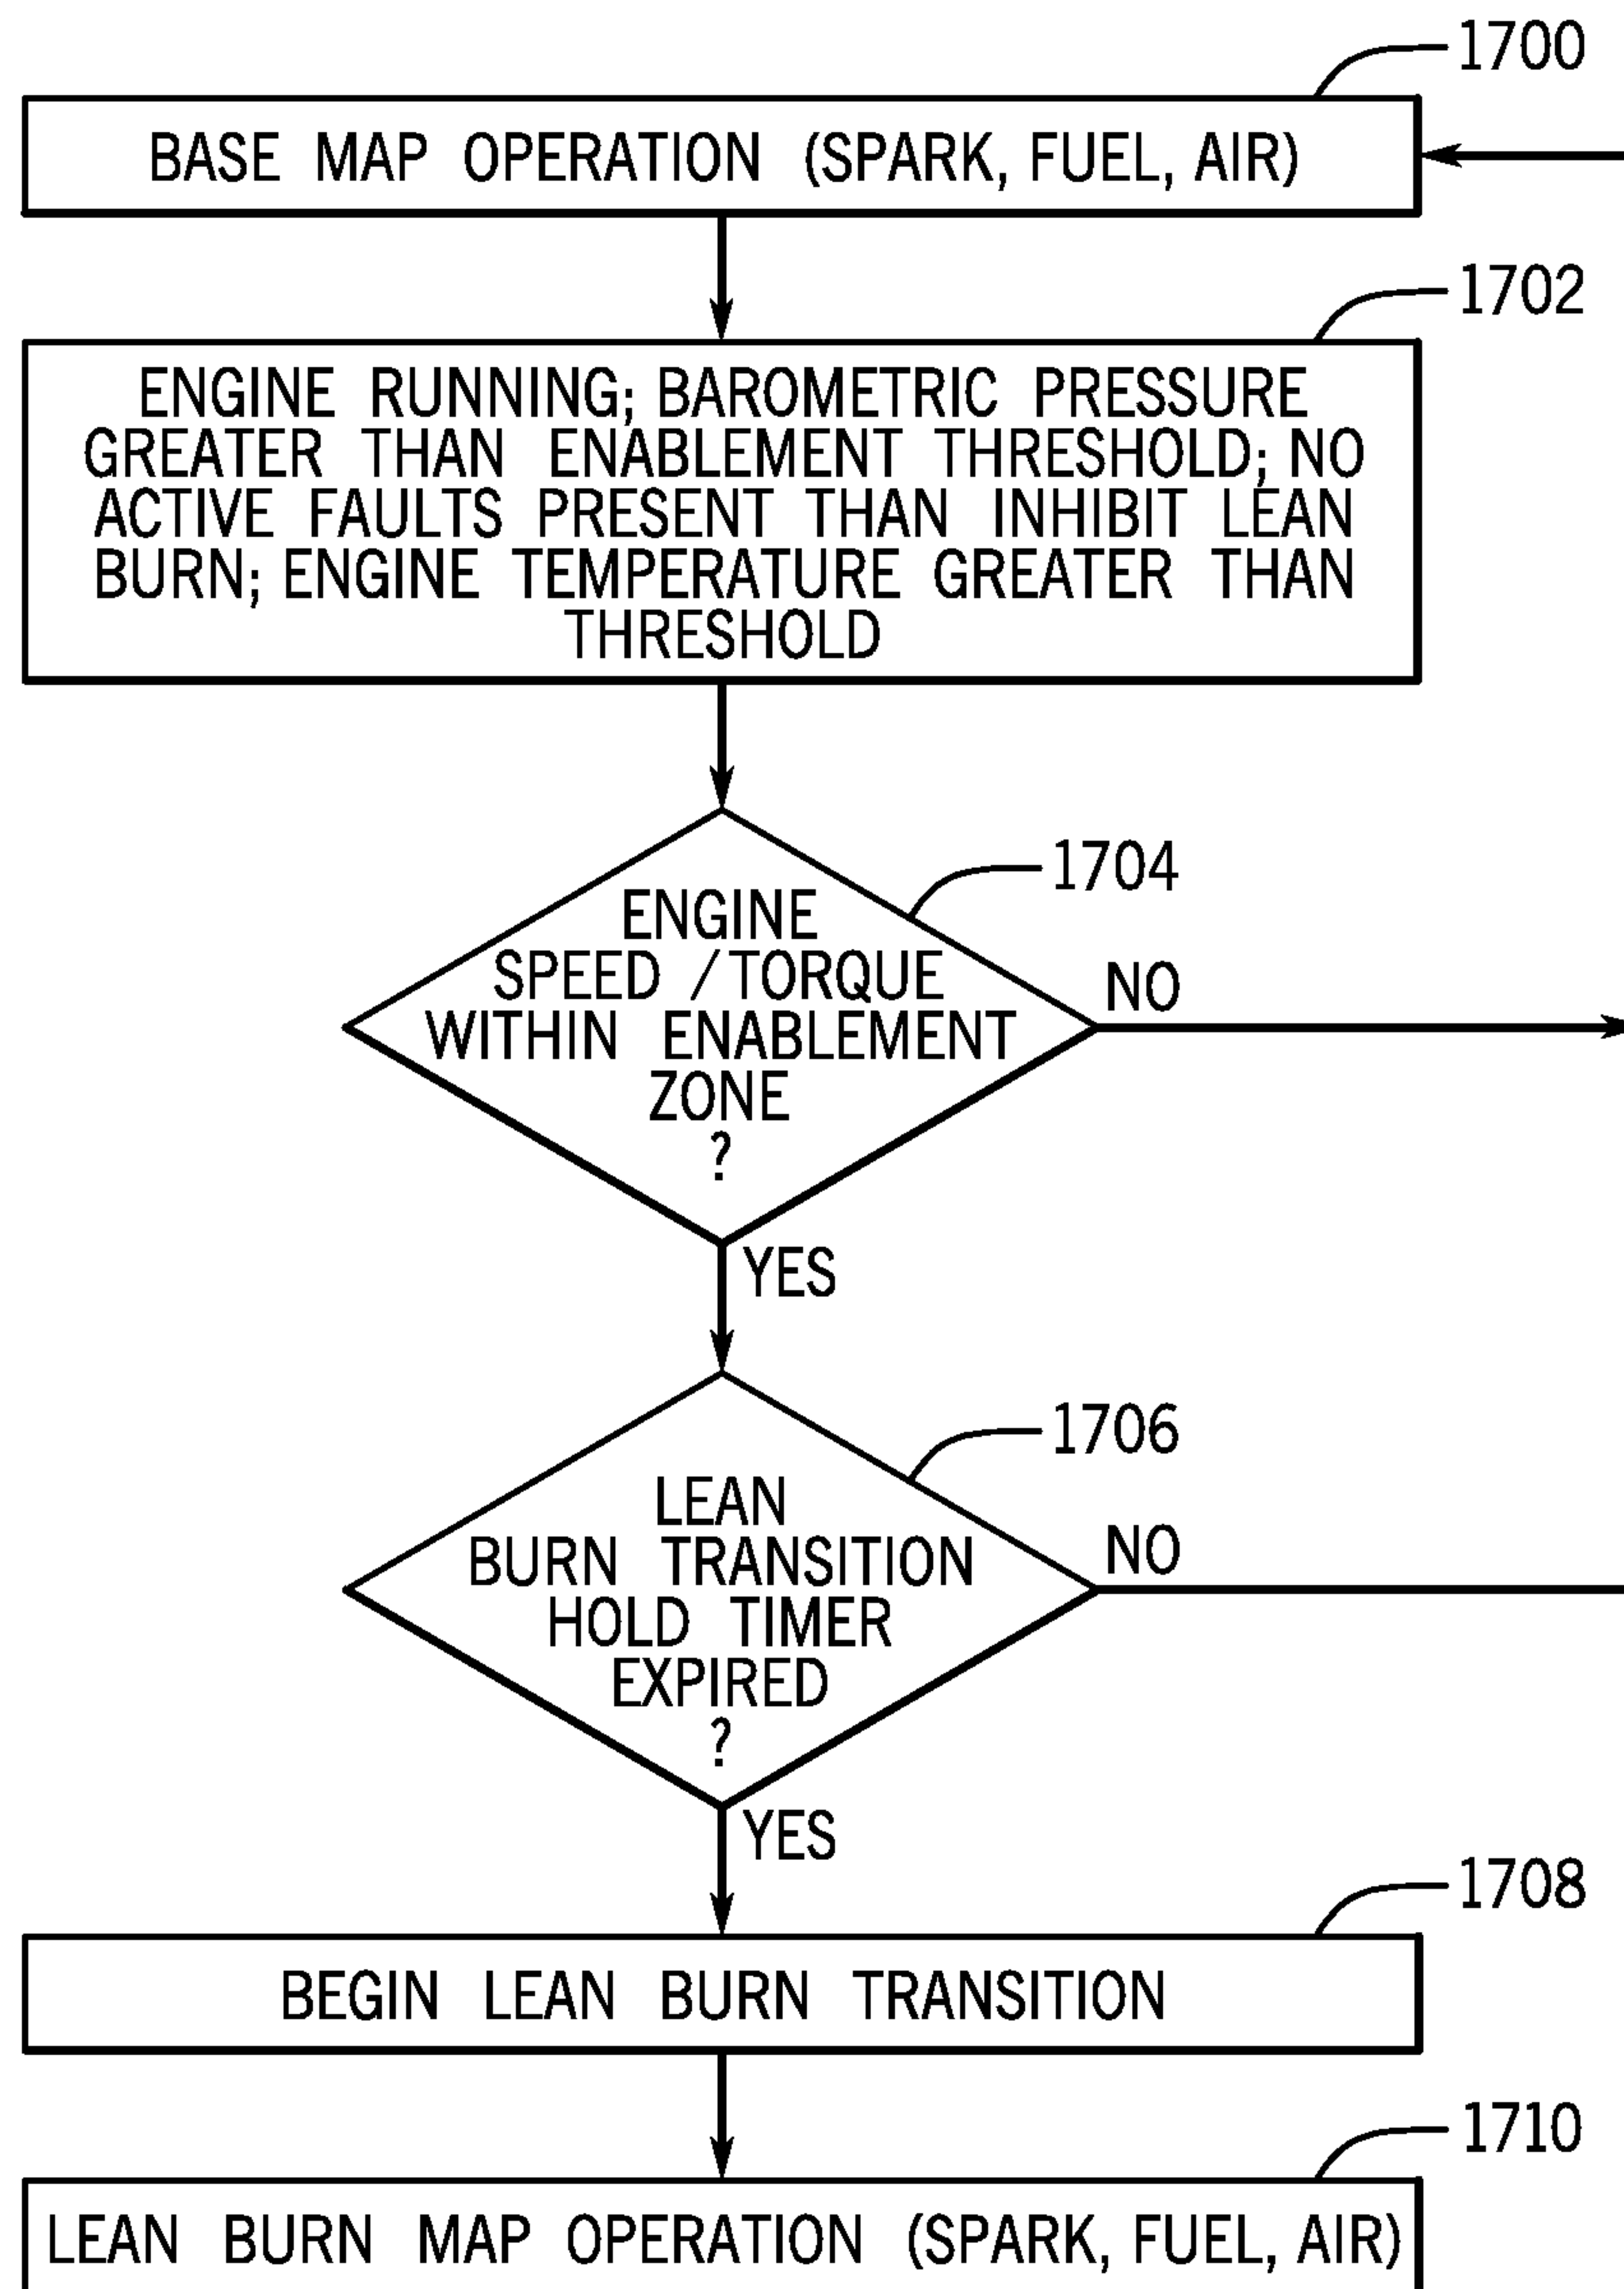 1700
BASE MAP OPERATION (SPARK, FUEL, AIR)
1702
ENGINE RUNNING; BAROMETRIC PRESSURE
GREATER THAN ENABLEMENT THRESHOLD; NO
ACTIVE FAULTS PRESENT THAN INHIBIT LEAN
BURN; ENGINE TEMPERATURE GREATER THAN
THRESHOLD
1704
ENGINE
SPEED / TORQUE
WITHIN ENABLEMENT
ZONE
?
NO
YES
1706
LEAN
BURN TRANSITION
HOLD TIMER
EXPIRED
?
NO
YES
1708
BEGIN LEAN BURN TRANSITION
1710
LEAN BURN MAP OPERATION (SPARK, FUEL, AIR)